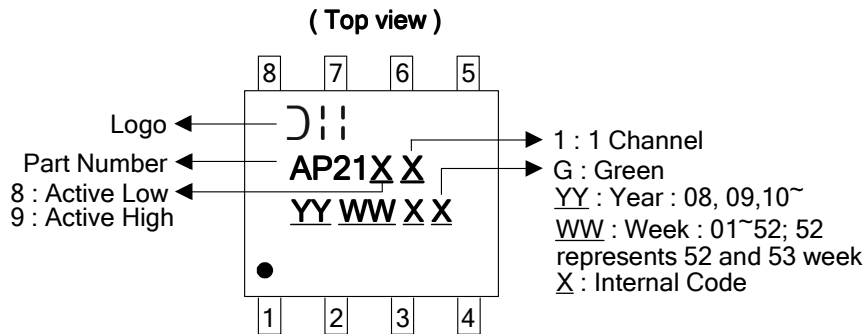 ( Top view )
8 7 6 5
Logo
Part Number
8 : Active Low
9 : Active High
AP21X X
YY WW X X
1 : 1 Channel
G : Green
YY : Year : 08, 09,10~
WW : Week : 01~52; 52
represents 52 and 53 week
X : Internal Code
1 2 3 4